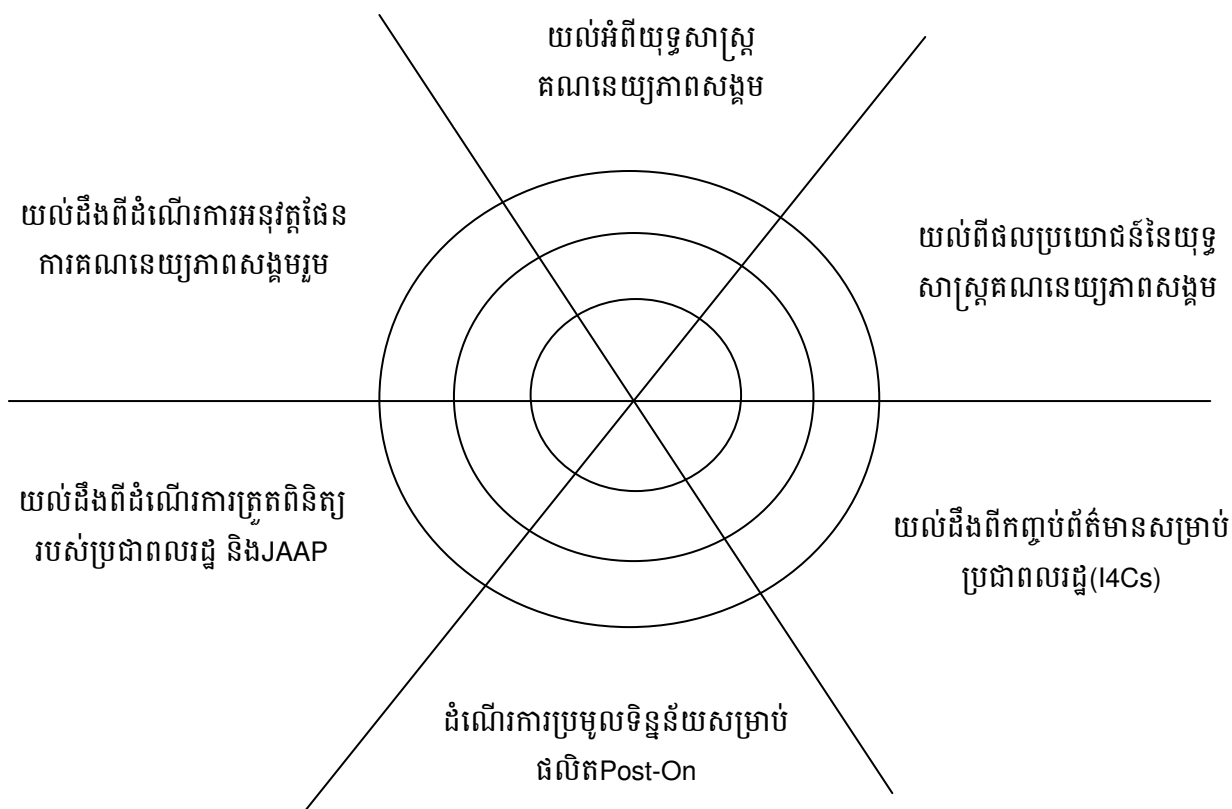 យល់អំពីយុទ្ធសាស្ត្រ
គណនេយ្យភាពសង្គម
យល់ដឹងពីដំណើរការអនុវត្តផែន
ការគណនេយ្យភាពសង្គមរួម
យល់ពីផលប្រយោជន៍នៃយុទ្ធ
សាស្ត្រគណនេយ្យភាពសង្គម
យល់ដឹងពីដំណើរការត្រួតពិនិត្យ
របស់ប្រជាពលរដ្ឋ និងJAAP
យល់ដឹងពីកញ្ចប់ព័ត៌មានសម្រាប់
ប្រជាពលរដ្ឋ(I4Cs)
ដំណើរការប្រមូលទិន្នន័យសម្រាប់
ផលិតPost-On